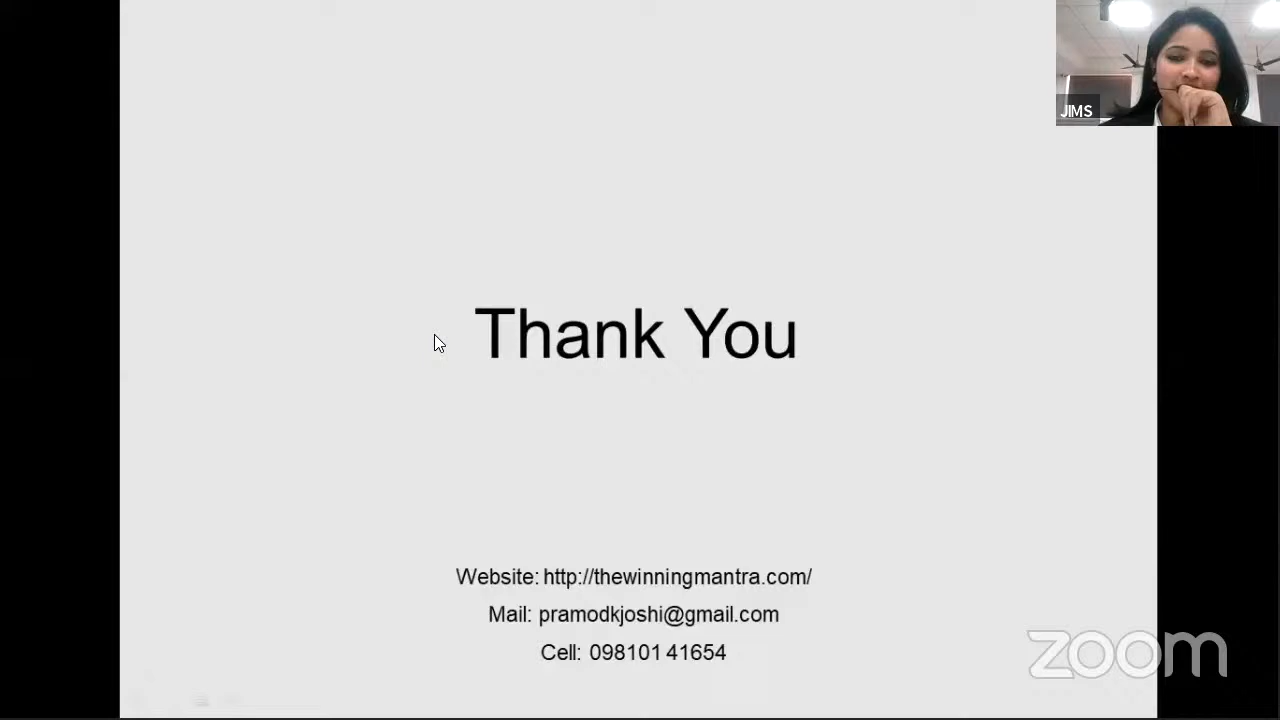 JIMS
Thank You
Website: http://thewinningmantra.com/
Mail: pramodkjoshi@gmail.com
Cell: 098101 41654
zoom